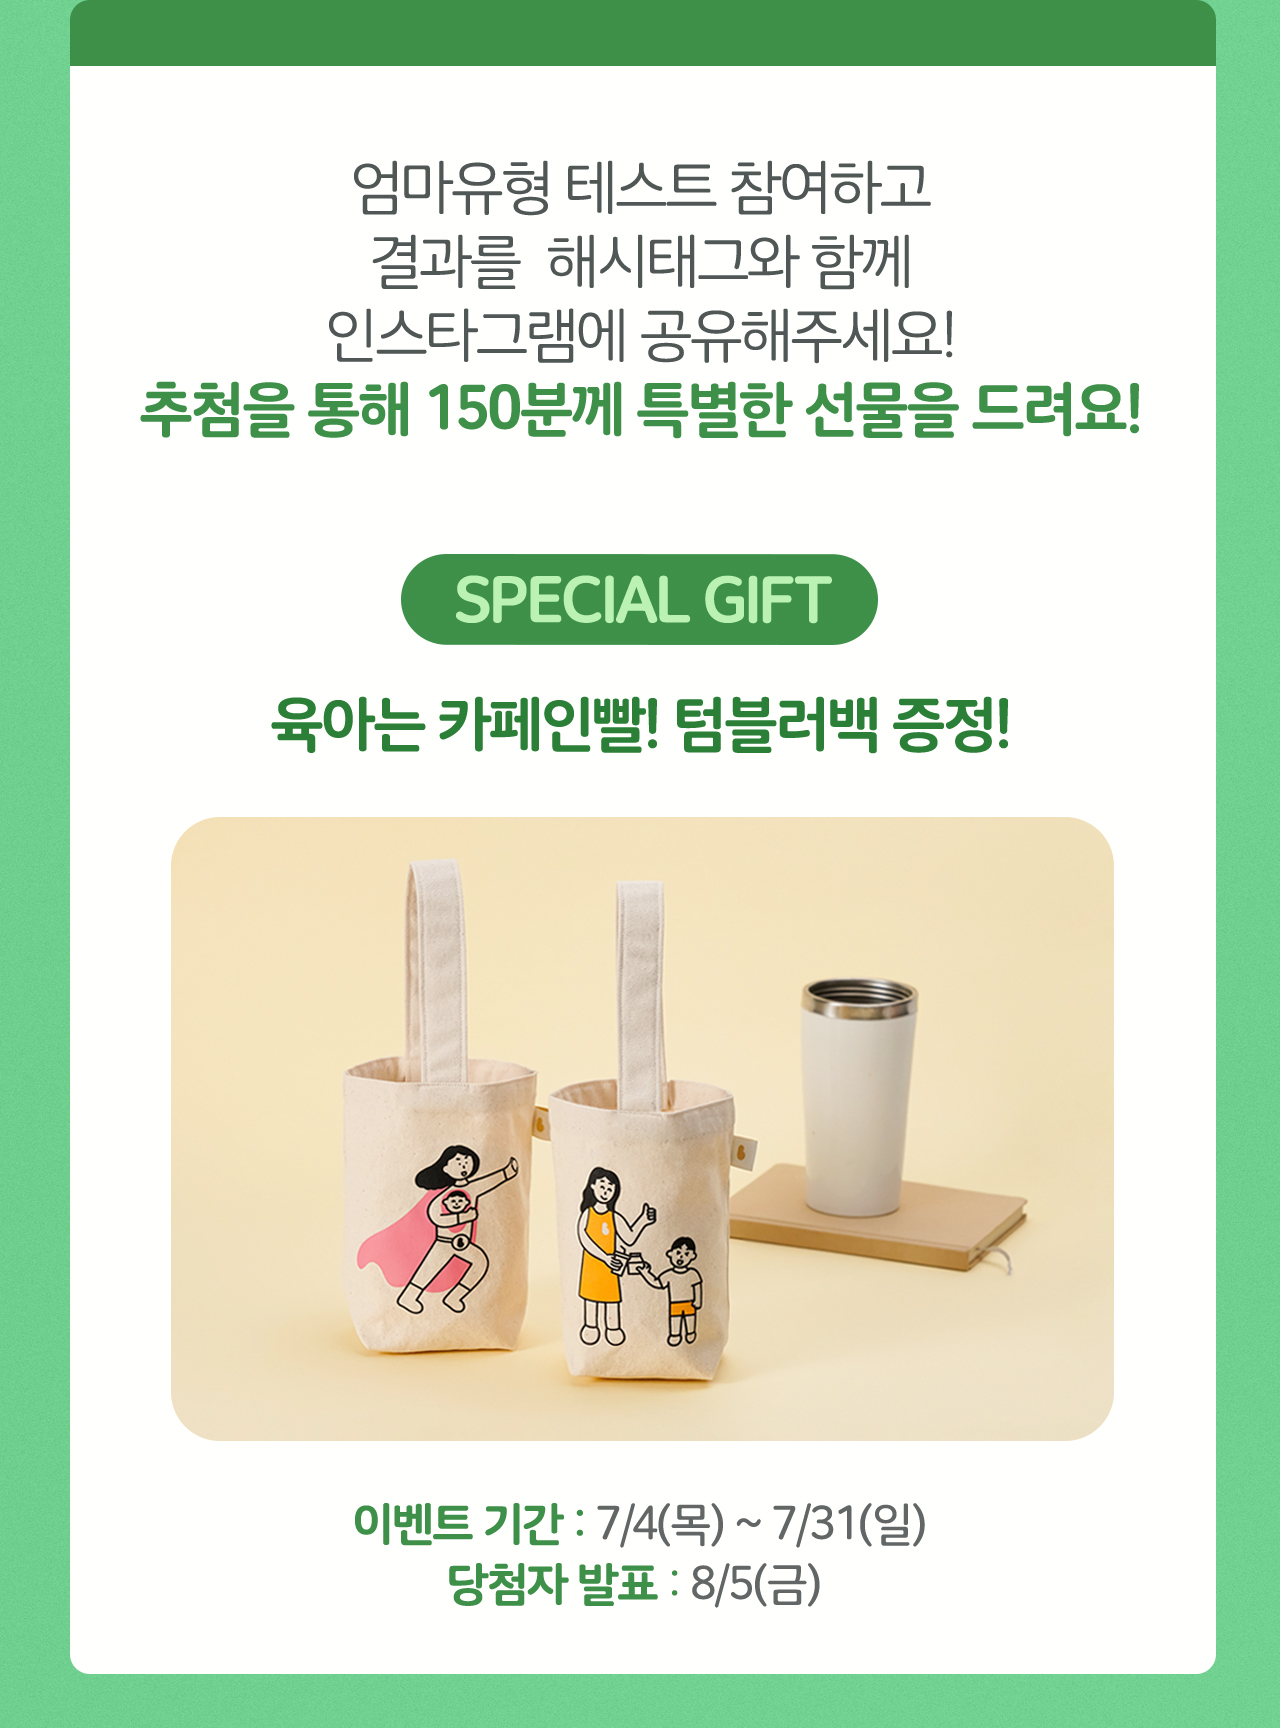 엄마유형 테스트 참여하고
결과를 해시태그와 함께
인스타그램에 공유해주세요!
추첨을 통해 150분께 특별한 선물을 드려요!
SPECIAL GIFT
육아는 카페인빨! 텀블러백 증정!
이벤트 기간 : 7/4(목) ~ 7/31(일)
당첨자 발표 : 8/5(금)